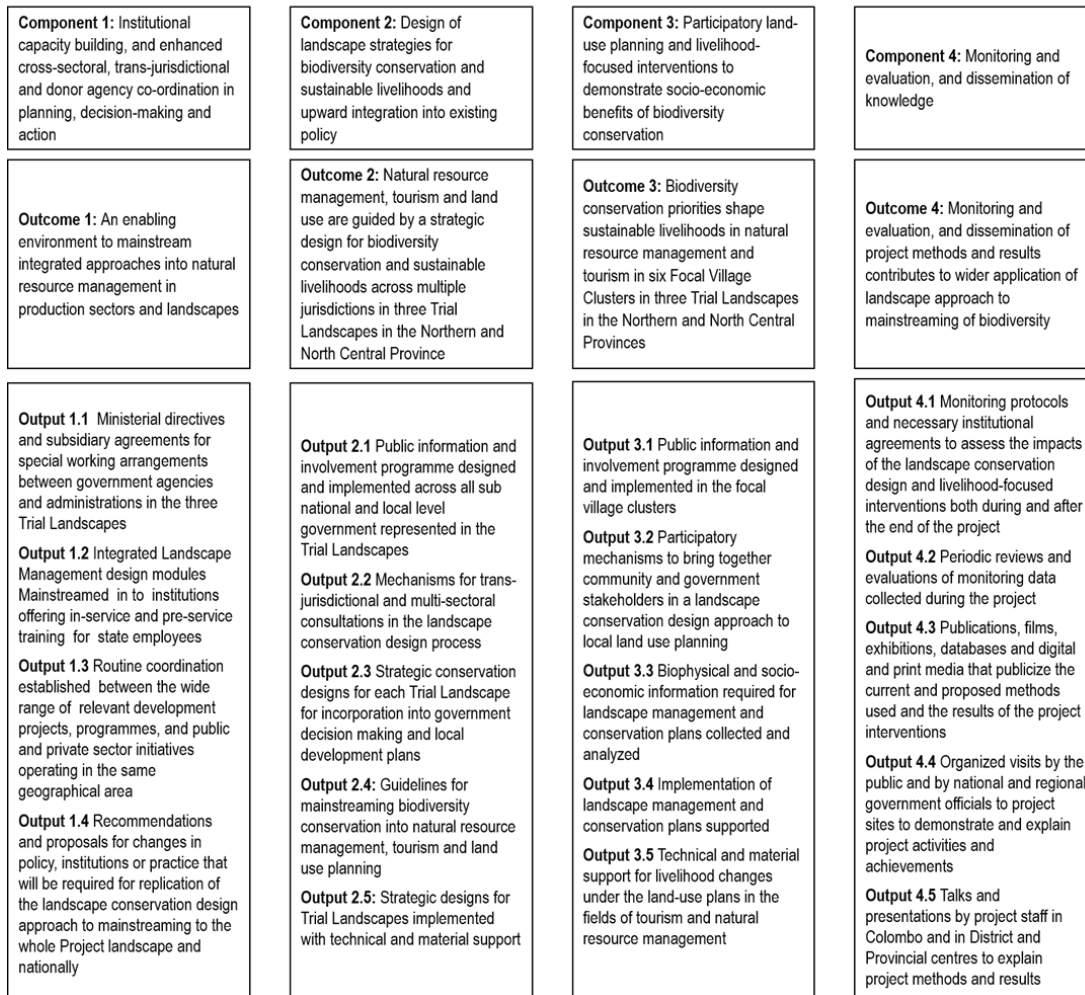 Component 1: Institutional
capacity building, and enhanced
cross-sectoral, trans-jurisdictional
and donor agency co-ordination in
planning, decision-making and
action
Component 2: Design of
landscape strategies for
biodiversity conservation and
sustainable livelihoods and
upward integration into existing
policy
Component 3: Participatory land-
use planning and livelihood-
focused interventions to
demonstrate socio-economic
benefits of biodiversity
conservation
Component 4: Monitoring and
evaluation, and dissemination of
knowledge
Outcome 1: An enabling
environment to mainstream
integrated approaches into natural
resource management in
production sectors and landscapes
Outcome 2: Natural resource
management, tourism and land
use are guided by a strategic
design for biodiversity
conservation and sustainable
livelihoods across multiple
jurisdictions in three Trial
Landscapes in the Northern and
North Central Province
Outcome 3: Biodiversity
conservation priorities shape
sustainable livelihoods in natural
resource management and
tourism in six Focal Village
Clusters in three Trial Landscapes
in the Northern and North Central
Provinces
Outcome 4: Monitoring and
evaluation, and dissemination of
project methods and results
contributes to wider application of
landscape approach to
mainstreaming of biodiversity
Output 1.1 Ministerial directives
and subsidiary agreements for
special working arrangements
between government agencies
and administrations in the three
Trial Landscapes
Output 1.2 Integrated Landscape
Management design modules
Mainstreamed in to institutions
offering in-service and pre-service
training for state employees
Output 1.3 Routine coordination
established between the wide
range of relevant development
projects, programmes, and public
and private sector initiatives
operating in the same
geographical area
Output 1.4 Recommendations
and proposals for changes in
policy, institutions or practice that
will be required for replication of
the landscape conservation design
approach to mainstreaming to the
whole Project landscape and
nationally
Output 2.1 Public information and
involvement programme designed
and implemented across all sub
national and local level
government represented in the
Trial Landscapes
Output 2.2 Mechanisms for trans-
jurisdictional and multi-sectoral
consultations in the landscape
conservation design process
Output 2.3 Strategic conservation
designs for each Trial Landscape
for incorporation into government
decision making and local
development plans
Output 2.4: Guidelines for
mainstreaming biodiversity
conservation into natural resource
management, tourism and land
use planning
Output 2.5: Strategic designs for
Trial Landscapes implemented
with technical and material support
Output 3.1 Public information and
involvement programme designed
and implemented in the focal
village clusters
Output 3.2 Participatory
mechanisms to bring together
community and government
stakeholders in a landscape
conservation design approach to
local land use planning
Output 3.3 Biophysical and socio-
economic information required for
landscape management and
conservation plans collected and
analyzed
Output 3.4 Implementation of
landscape management and
conservation plans supported
Output 3.5 Technical and material
support for livelihood changes
under the land-use plans in the
fields of tourism and natural
resource management
Output 4.1 Monitoring protocols
and necessary institutional
agreements to assess the impacts
of the landscape conservation
design and livelihood-focused
interventions both during and after
the end of the project
Output 4.2 Periodic reviews and
evaluations of monitoring data
collected during the project
Output 4.3 Publications, films,
exhibitions, databases and digital
and print media that publicize the
current and proposed methods
used and the results of the project
interventions
Output 4.4 Organized visits by the
public and by national and regional
government officials to project
sites to demonstrate and explain
project activities and
achievements
Output 4.5 Talks and
presentations by project staff in
Colombo and in District and
Provincial centres to explain
project methods and results